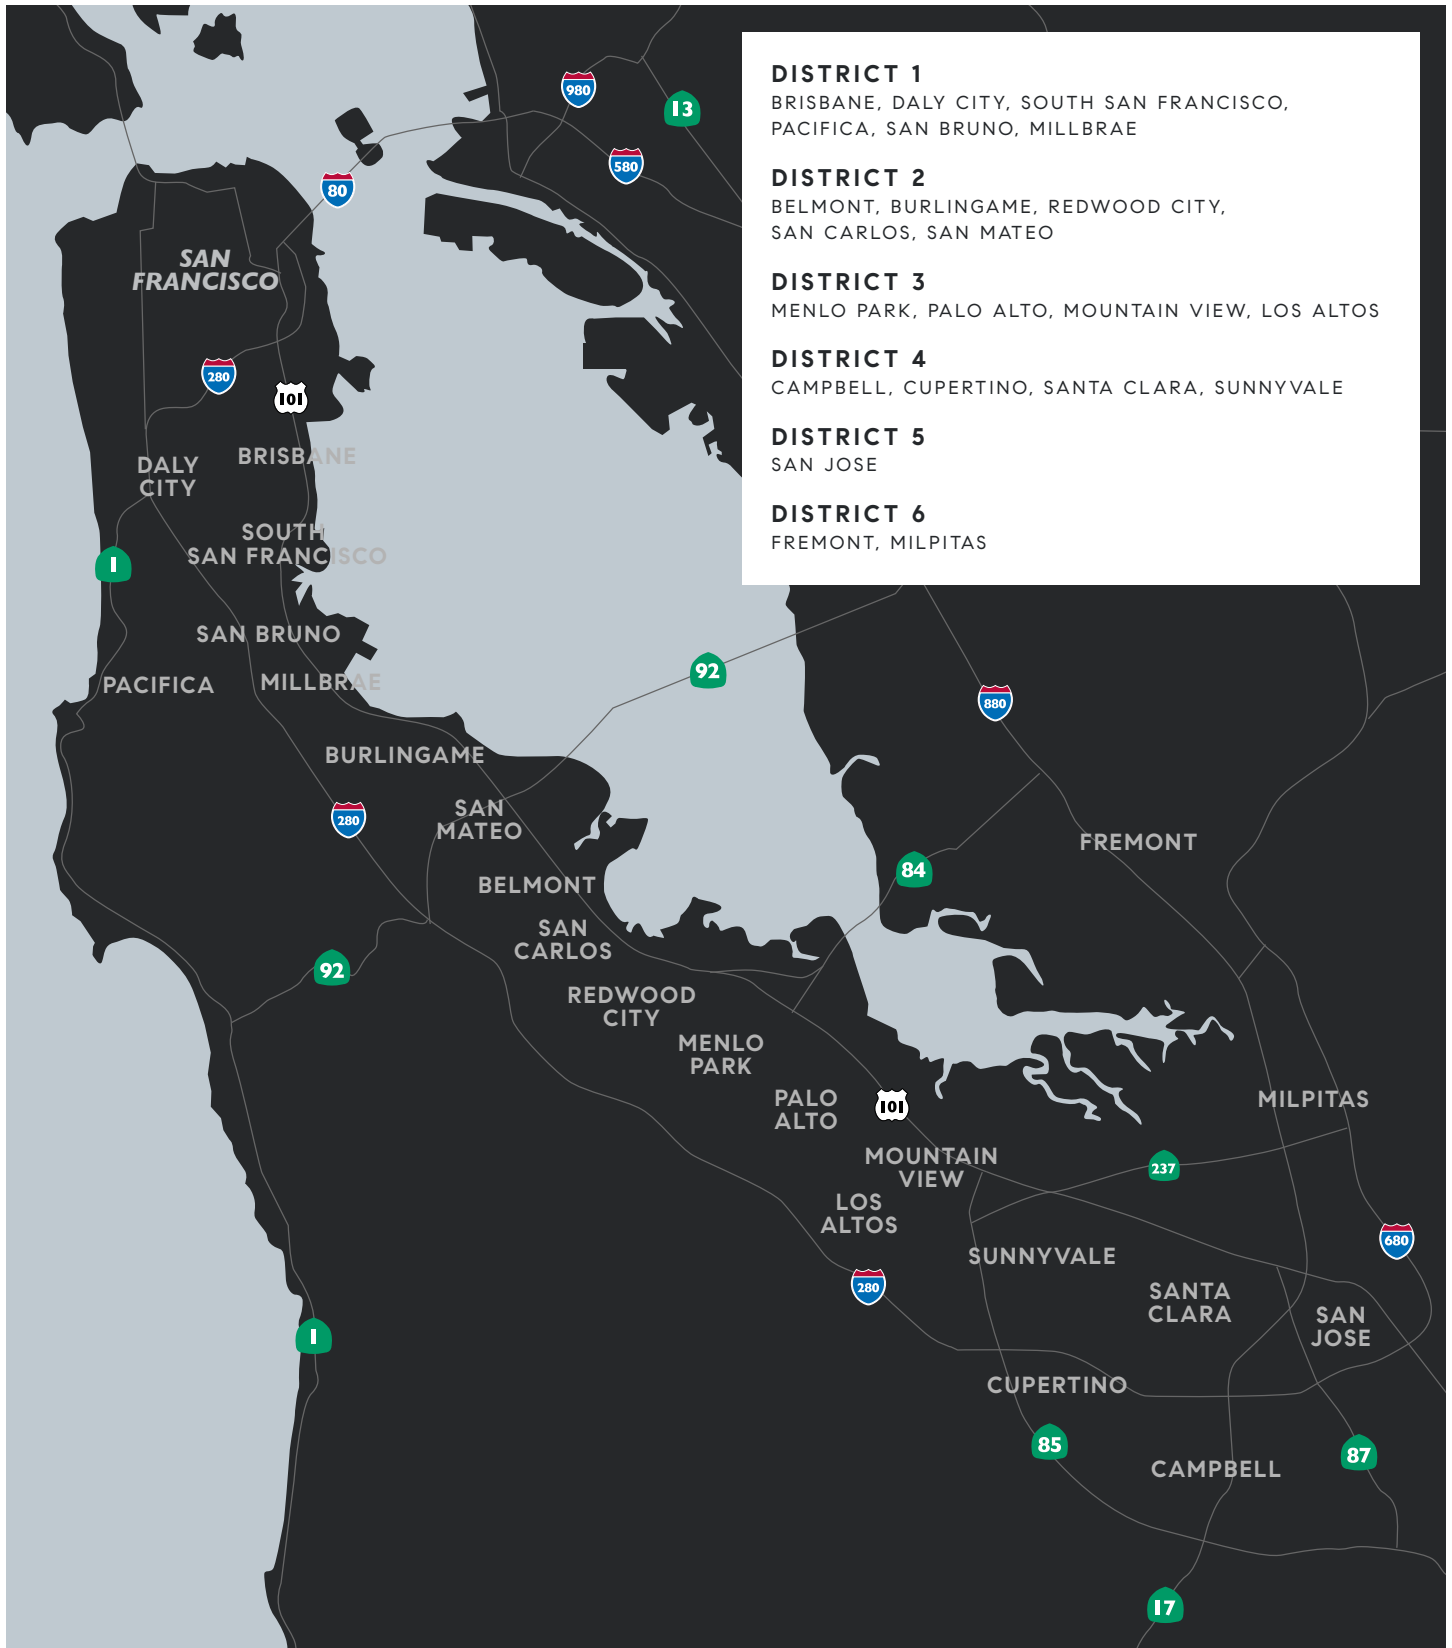 980
13
580
80
SAN
FRANCISCO
280
101
DISTRICT 1
BRISBANE, DALY CITY, SOUTH SAN FRANCISCO,
PACIFICA, SAN BRUNO, MILLBRAE
DISTRICT 2
BELMONT, BURLINGAME, REDWOOD CITY,
SAN CARLOS, SAN MATEO
DISTRICT 3
MENLO PARK, PALO ALTO, MOUNTAIN VIEW, LOS ALTOS
DISTRICT 4
CAMPBELL, CUPERTINO, SANTA CLARA, SUNNYVALE
DISTRICT 5
SAN JOSE
DISTRICT 6
FREMONT, MILPITAS
BRISBANE
DALY
CITY
SOUTH
SAN FRANCISCO
1
SAN BRUNO
PACIFICA
MILLBRAE
92
880
BURLINGAME
280
SAN
MATEO
FREMONT
84
BELMONT
SAN
CARLOS
92
REDWOOD
CITY
MENLO
PARK
PALO
ALTO
101
MILPITAS
MOUNTAIN
VIEW
237
LOS
ALTOS
680
SUNNYVALE
280
SANTA
CLARA
SAN
JOSE
1
CUPERTINO
85
87
CAMPBELL
17